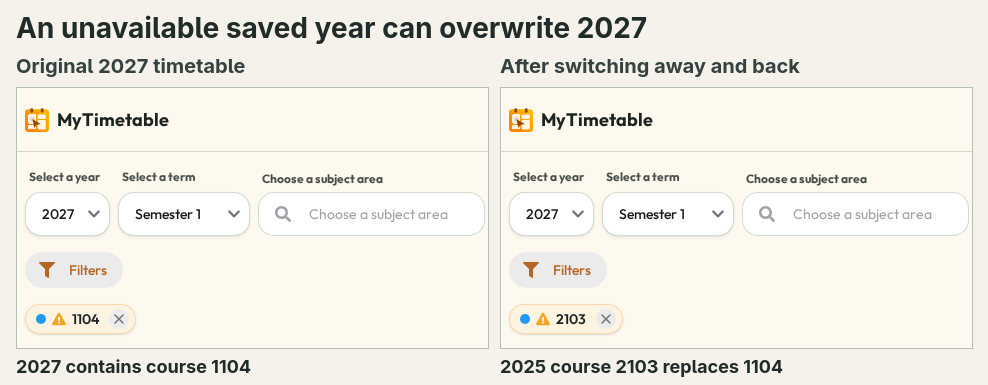 An unavailable saved year can overwrite 2027
Original 2027 timetable
MyTimetable
Select a year
Select a term
Choose a subject area
2027
Semester 1
Choose a subject area
Filters
1104
2027 contains course 1104
After switching away and back
MyTimetable
Select a year
Select a term
Choose a subject area
2027
Semester 1
Choose a subject area
Filters
2103
2025 course 2103 replaces 1104